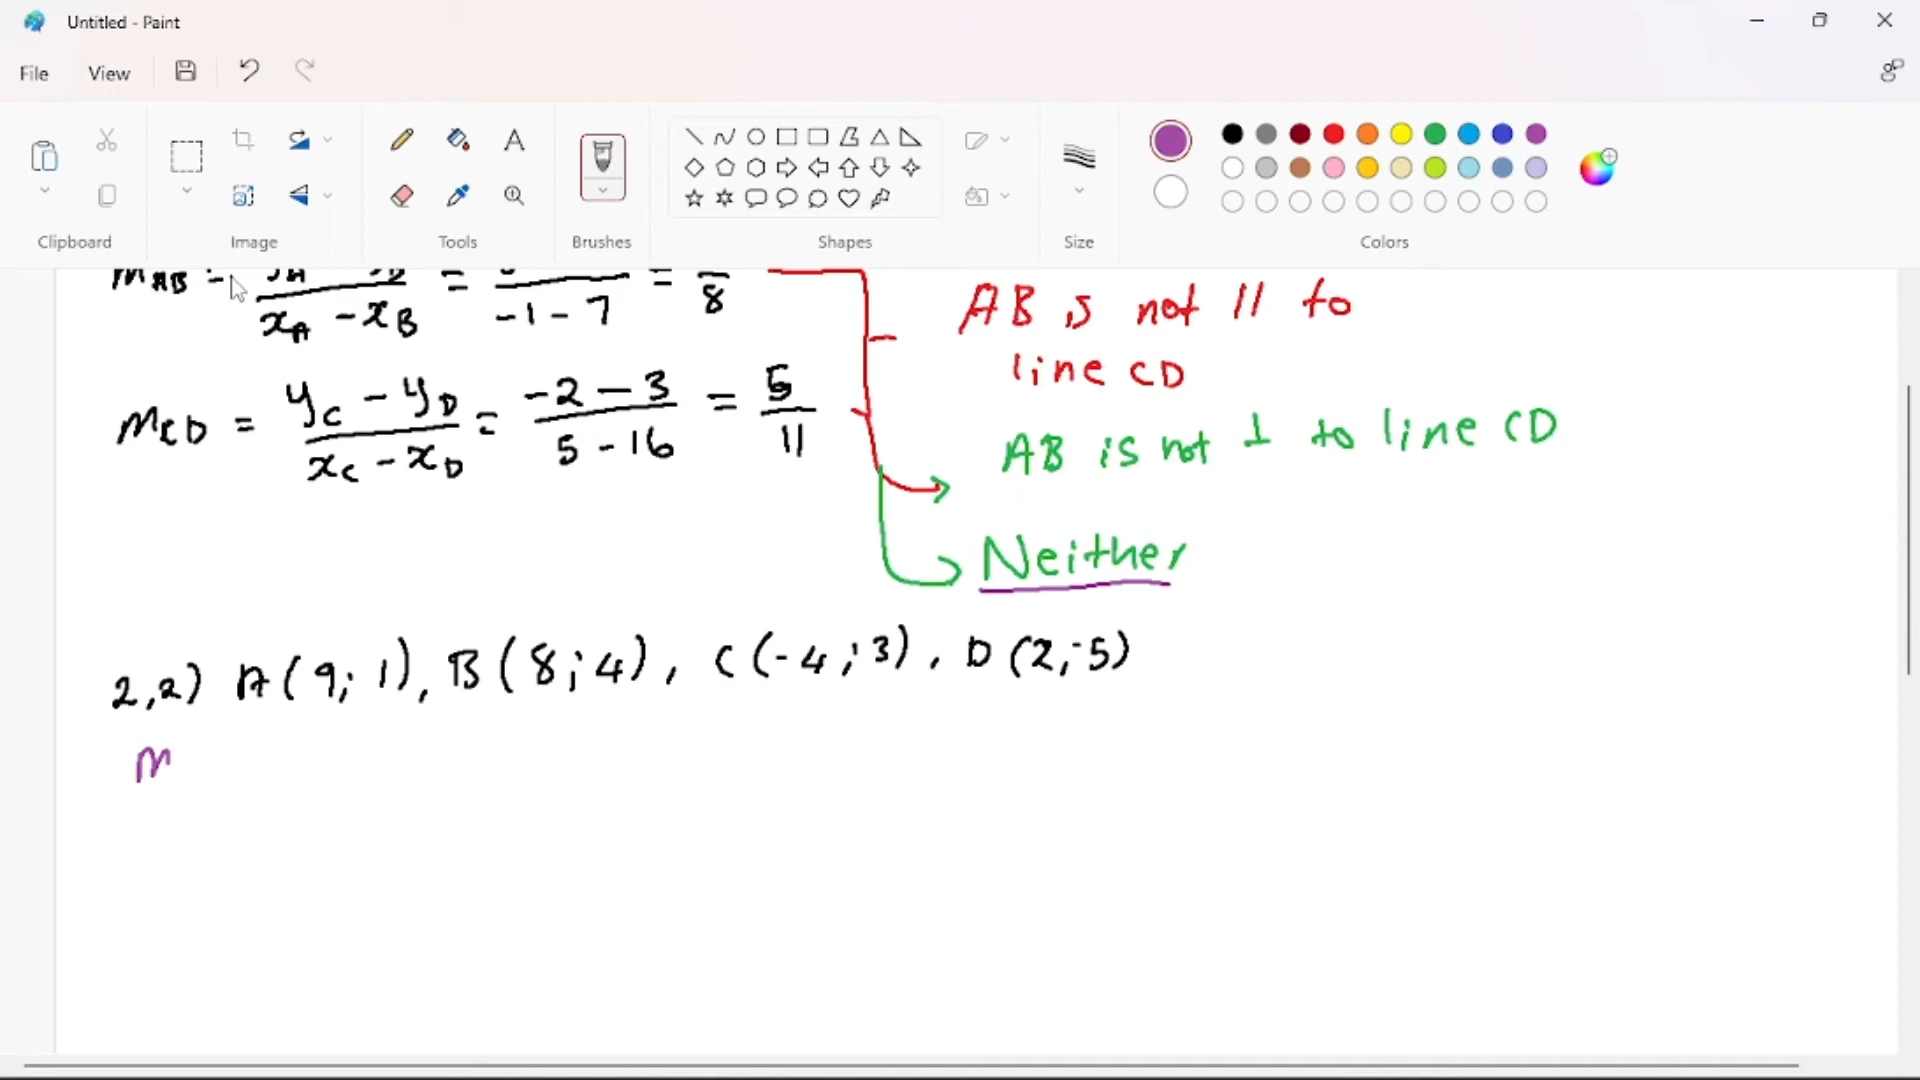 Untitled - Paint
File View
Clipboard Image Tools Brushes Shapes Size Colors
mAB = = =
xA - xB -1 - 7 8
AB is not // to
line CD
mCD = yC - yD = -2 - 3 = 5
xC - xD 5 - 16 11
AB is not ⊥ to line CD
Neither
2,2) A(9; 1), B(8; 4), C(-4; 3), D(2; -5)
m